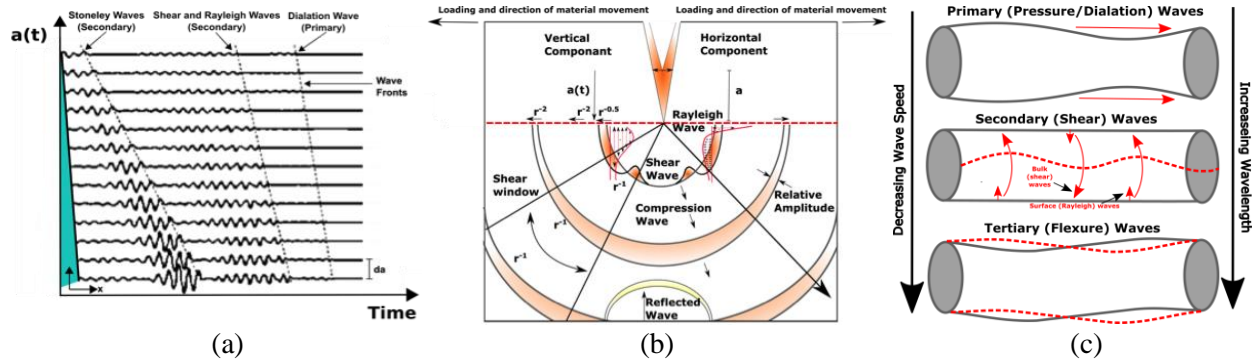 Stoneley Waves
(Secondary)
Shear and Rayleigh Waves
(Secondary)
Dialation Wave
(Primary)
a(t)
Wave
Fronts
da
x
Time
(a)
Loading and direction of material movement
Loading and direction of material movement
Vertical
Componant
Horizontal
Component
a(t)
a
r-2
r-2
r-0.5
Rayleigh
Wave
Shear
Wave
r-1
Shear
window
Compression
Wave
Relative
Amplitude
r-1
r-1
Reflected
Wave
(b)
Primary (Pressure/Dialation) Waves
Secondary (Shear) Waves
Bulk
(shear)
waves
Surface (Rayleigh) waves
Tertiary (Flexure) Waves
Decreasing Wave Speed
Increaseing Wavelength
(c)